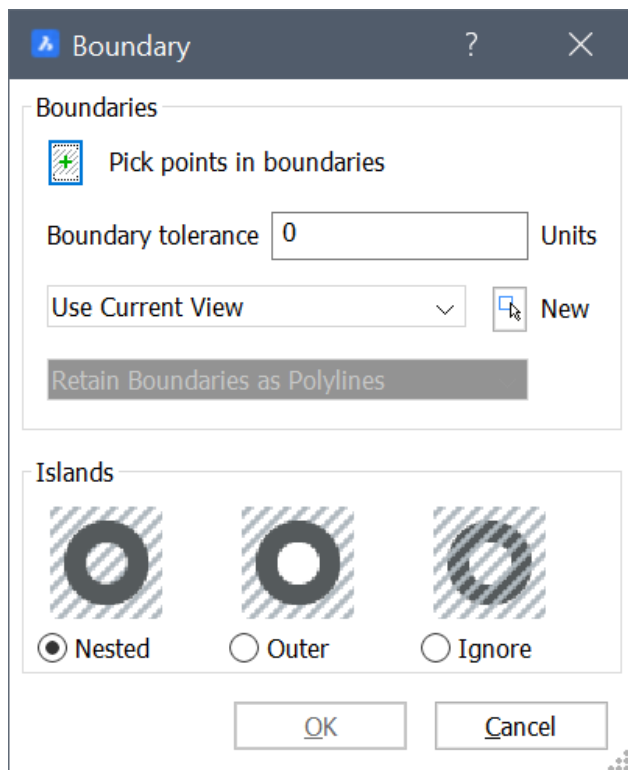 Boundary ?
Boundaries
Pick points in boundaries
Boundary tolerance 0 Units
Use Current View New
Retain Boundaries as Polylines
Islands
Nested Outer Ignore
OK Cancel